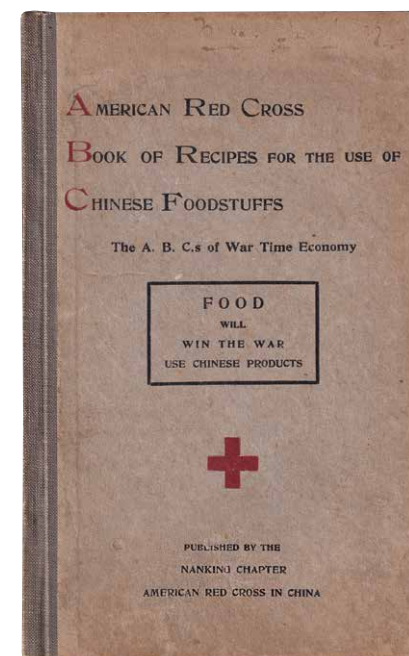 AMERICAN RED CROSS
BOOK OF RECIPES FOR THE USE OF
CHINESE FOODSTUFFS
The A. B. C.s of War Time Economy
FOOD
WILL
WIN THE WAR
USE CHINESE PRODUCTS
PUBLISHED BY THE
NANKING CHAPTER
AMERICAN RED CROSS IN CHINA